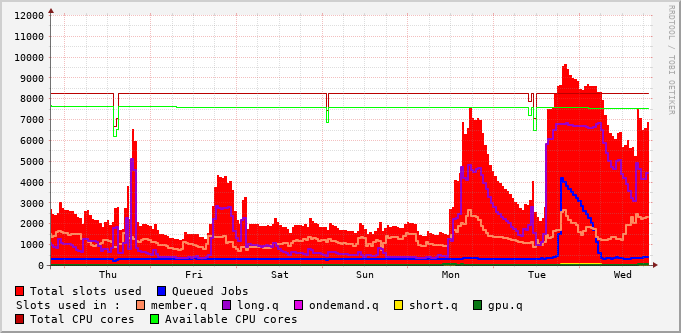 12000
11000
10000
9000
8000
7000
6000
5000
4000
3000
2000
1000
0
Thu Fri Sat Sun Mon Tue Wed
RRDTOOL / TOBI OETIKER
Total slots used Queued Jobs
Slots used in : member.q long.q ondemand.q short.q gpu.q
Total CPU cores Available CPU cores